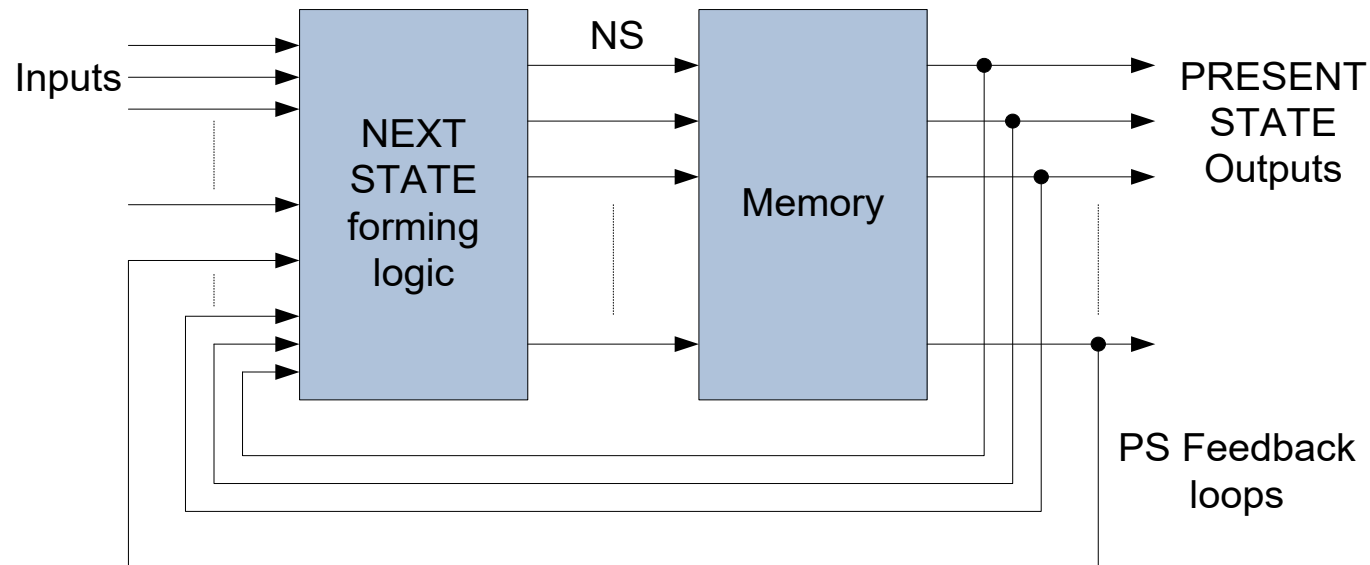 Inputs
NEXT
STATE
forming
logic
NS
Memory
PRESENT
STATE
Outputs
PS Feedback
loops